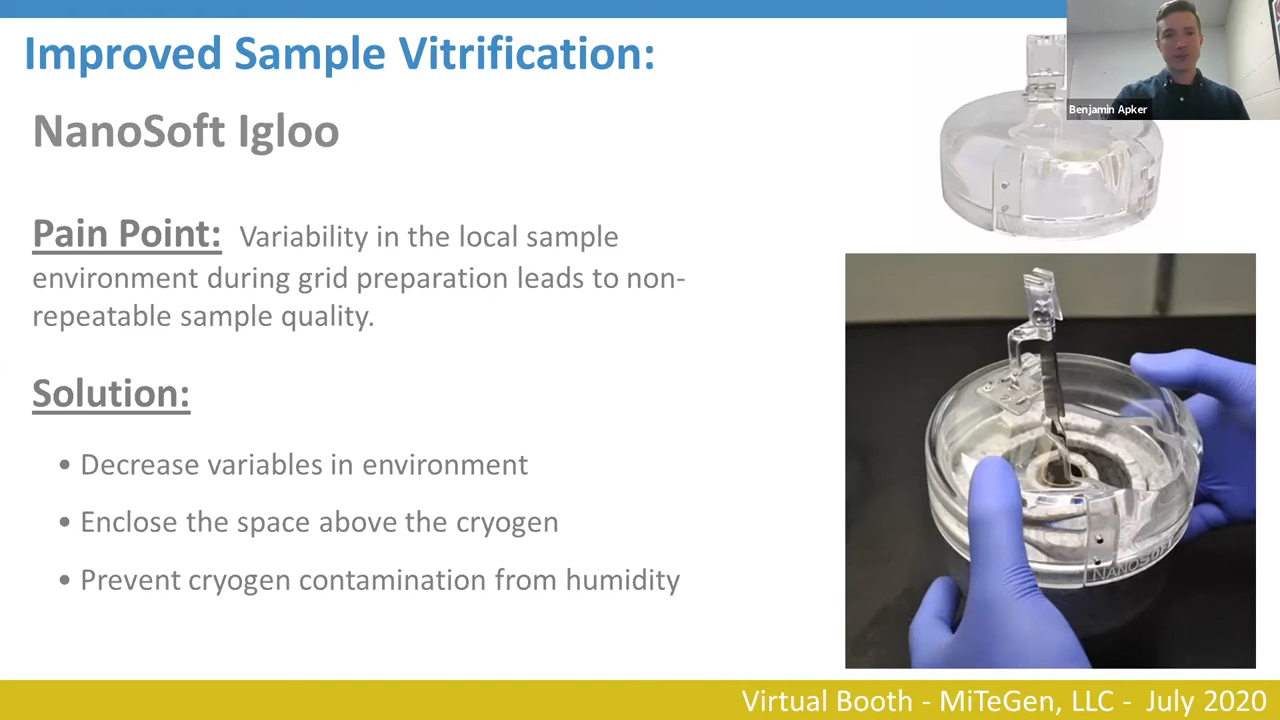 Improved Sample Vitrification:
Benjamin Apker
NanoSoft Igloo
Pain Point: Variability in the local sample
environment during grid preparation leads to non-
repeatable sample quality.
Solution:
• Decrease variables in environment
• Enclose the space above the cryogen
• Prevent cryogen contamination from humidity
NANOSOFT
Virtual Booth - MiTeGen, LLC - July 2020